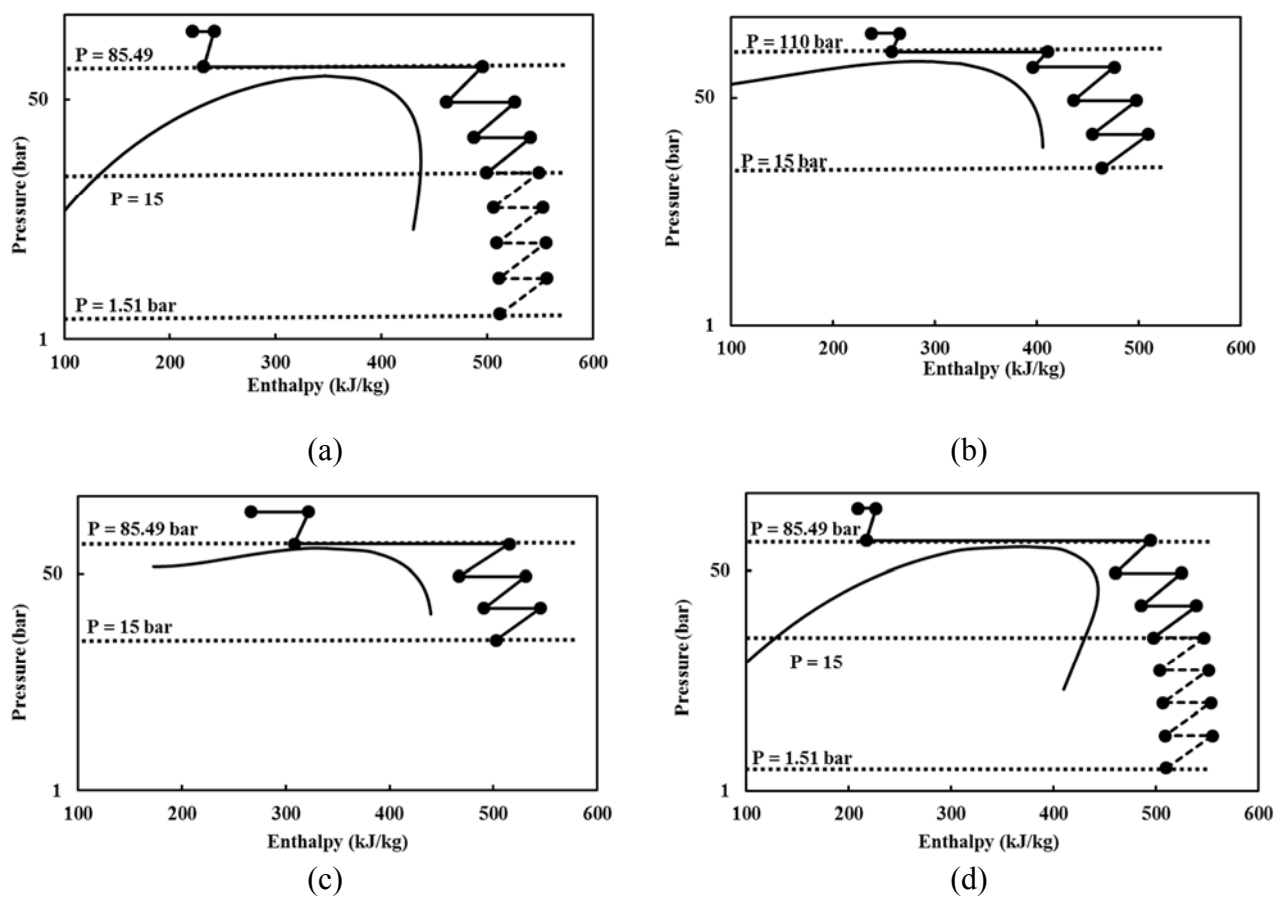 P = 85.49
50
P = 15
P = 1.51 bar
1
100 200 300 400 500 600
Enthalpy (kJ/kg)
Pressure (bar)
(a)
P = 110 bar
50
P = 15 bar
1
100 200 300 400 500 600
Enthalpy (kJ/kg)
Pressure (bar)
(b)
P = 85.49 bar
50
P = 15 bar
1
100 200 300 400 500 600
Enthalpy (kJ/kg)
Pressure (bar)
(c)
P = 85.49 bar
50
P = 15
P = 1.51 bar
1
100 200 300 400 500 600
Enthalpy (kJ/kg)
Pressure (bar)
(d)